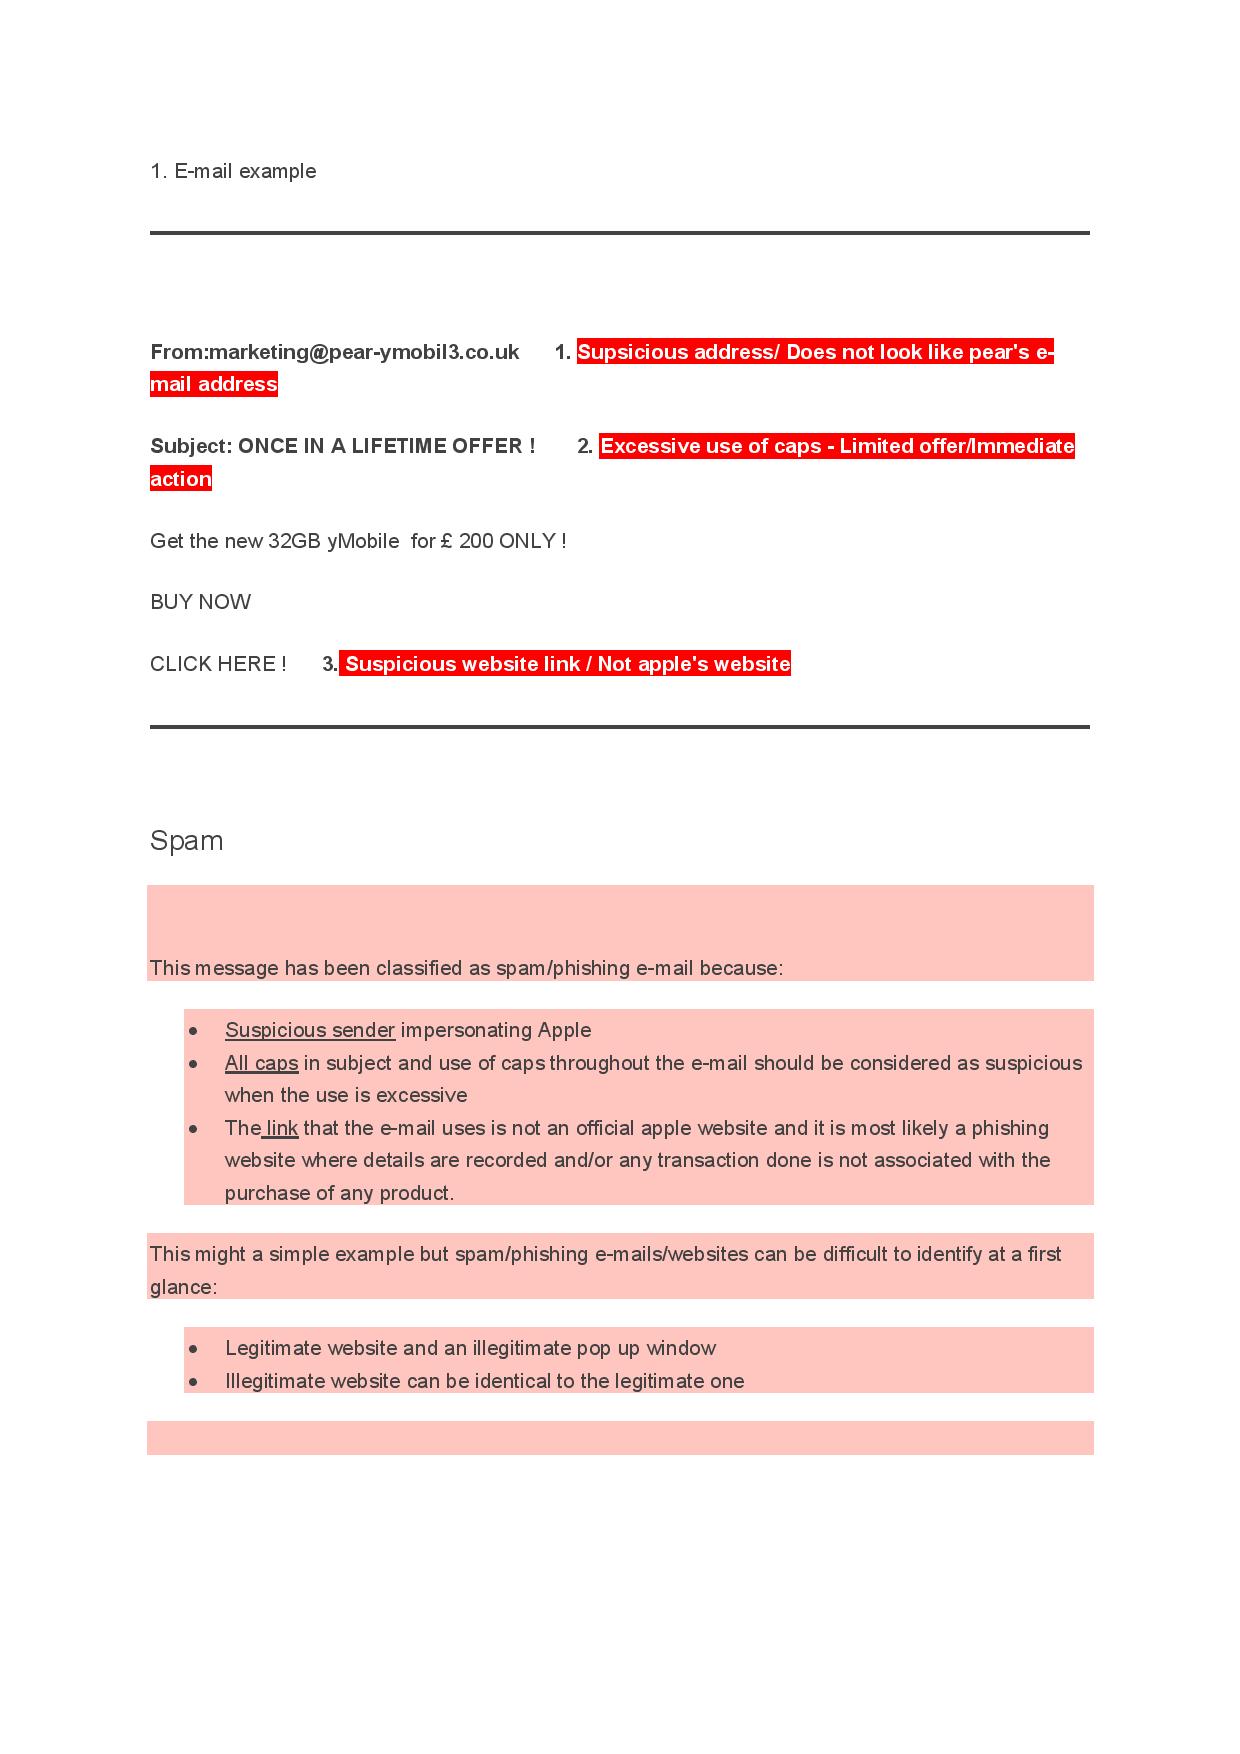 1. E-mail example
From:marketing@pear-ymobil3.co.uk 1. Supsicious address/ Does not look like pear's e-
mail address
Subject: ONCE IN A LIFETIME OFFER ! 2. Excessive use of caps - Limited offer/Immediate
action
Get the new 32GB yMobile for £ 200 ONLY !
BUY NOW
CLICK HERE ! 3. Suspicious website link / Not apple's website
Spam
This message has been classified as spam/phishing e-mail because:
● Suspicious sender impersonating Apple
● All caps in subject and use of caps throughout the e-mail should be considered as suspicious
when the use is excessive
● The link that the e-mail uses is not an official apple website and it is most likely a phishing
website where details are recorded and/or any transaction done is not associated with the
purchase of any product.
This might a simple example but spam/phishing e-mails/websites can be difficult to identify at a first
glance:
● Legitimate website and an illegitimate pop up window
● Illegitimate website can be identical to the legitimate one